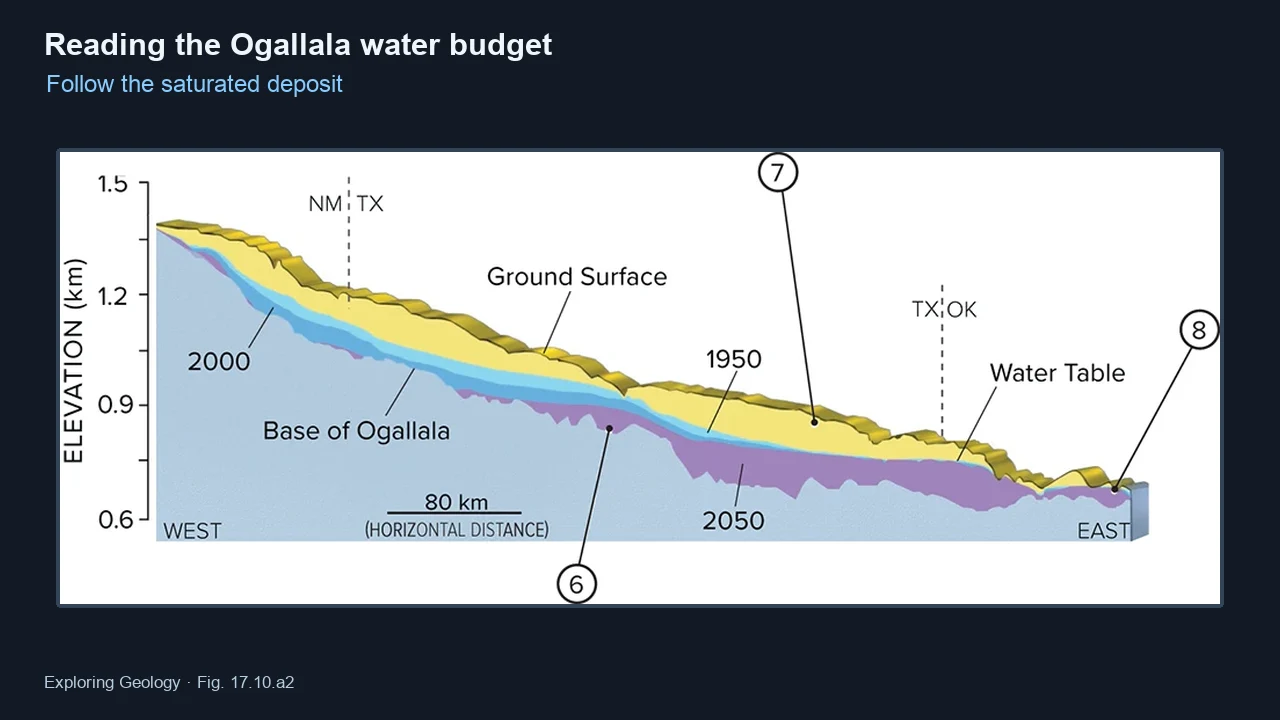 Reading the Ogallala water budget
Follow the saturated deposit
7
1.5
NM TX
Ground Surface
1.2
TX OK
8
2000
1950
Water Table
ELEVATION (km)
0.9
Base of Ogallala
80 km
(HORIZONTAL DISTANCE)
2050
0.6
WEST
EAST
6
Exploring Geology · Fig. 17.10.a2